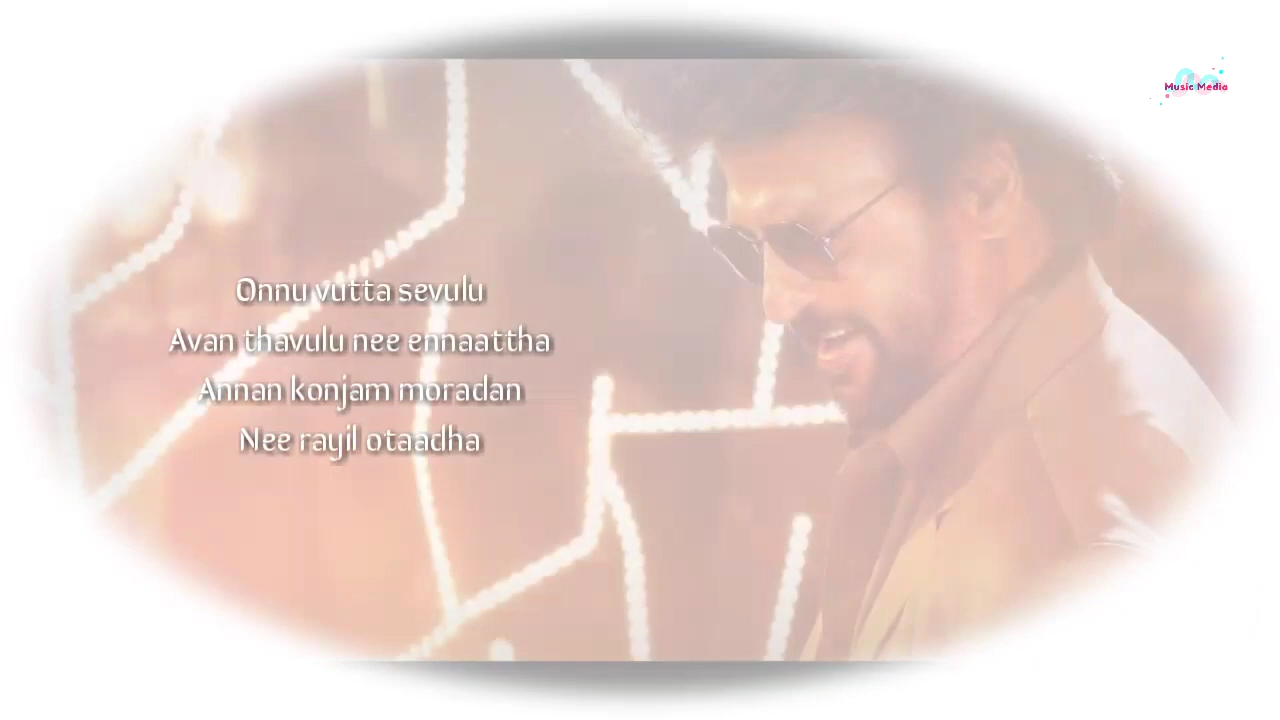 Music Media
Onnu vutta sevulu
Avan thavulu nee ennaattha
Annan konjam moradan
Nee rayil otaadha